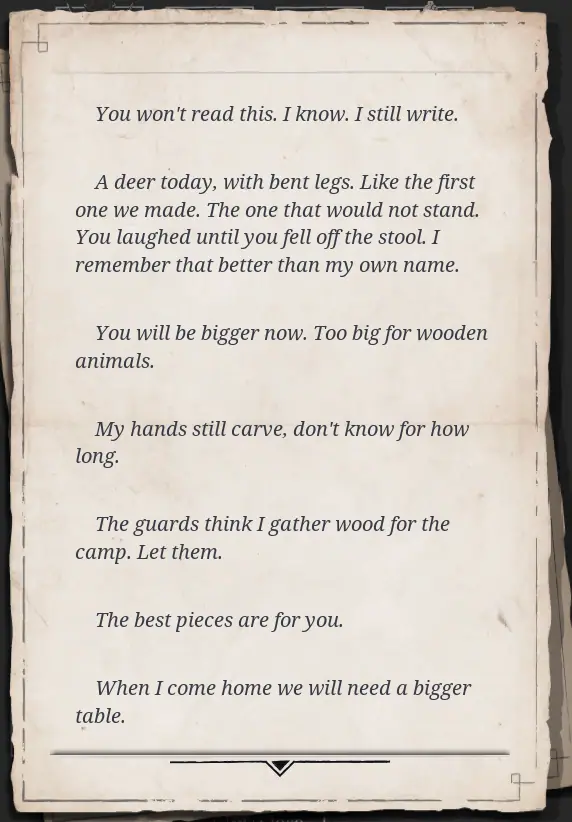 You won't read this. I know. I still write.
A deer today, with bent legs. Like the first
one we made. The one that would not stand.
You laughed until you fell off the stool. I
remember that better than my own name.
You will be bigger now. Too big for wooden
animals.
My hands still carve, don't know for how
long.
The guards think I gather wood for the
camp. Let them.
The best pieces are for you.
When I come home we will need a bigger
table.